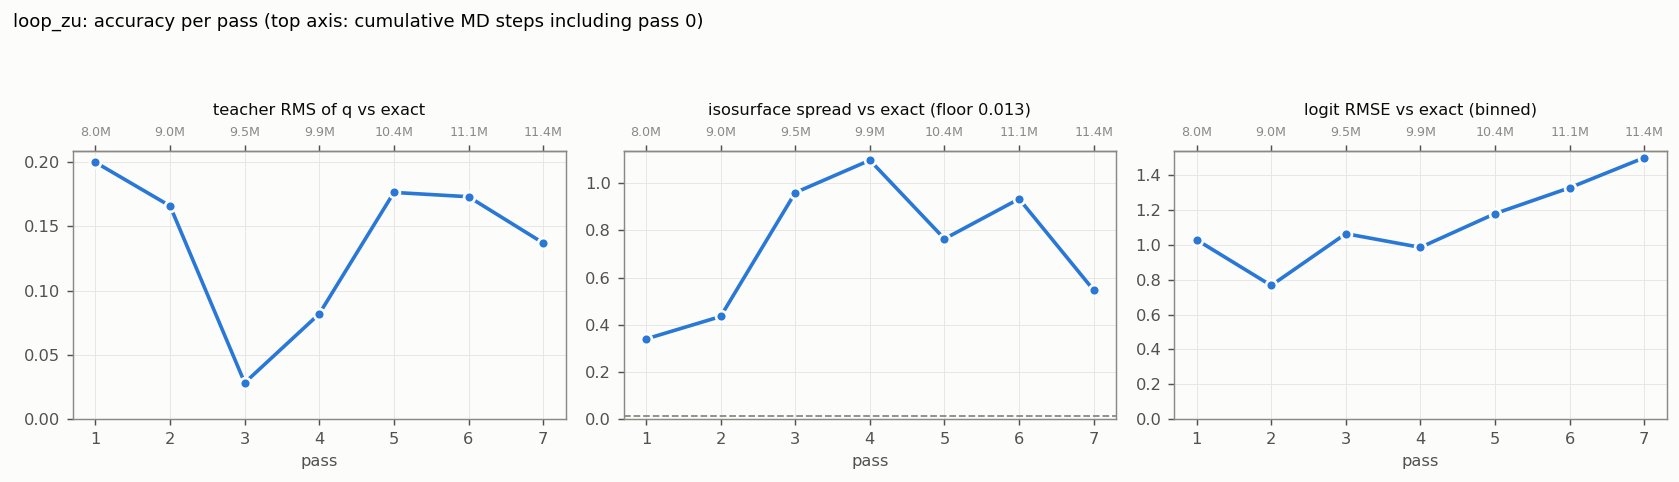 loop_zu: accuracy per pass (top axis: cumulative MD steps including pass 0)
teacher RMS of q vs exact
8.0M 9.0M 9.5M 9.9M 10.4M 11.1M 11.4M
0.20
0.15
0.10
0.05
0.00
1 2 3 4 5 6 7
pass
isosurface spread vs exact (floor 0.013)
8.0M 9.0M 9.5M 9.9M 10.4M 11.1M 11.4M
1.0
0.8
0.6
0.4
0.2
0.0
1 2 3 4 5 6 7
pass
logit RMSE vs exact (binned)
8.0M 9.0M 9.5M 9.9M 10.4M 11.1M 11.4M
1.4
1.2
1.0
0.8
0.6
0.4
0.2
0.0
1 2 3 4 5 6 7
pass